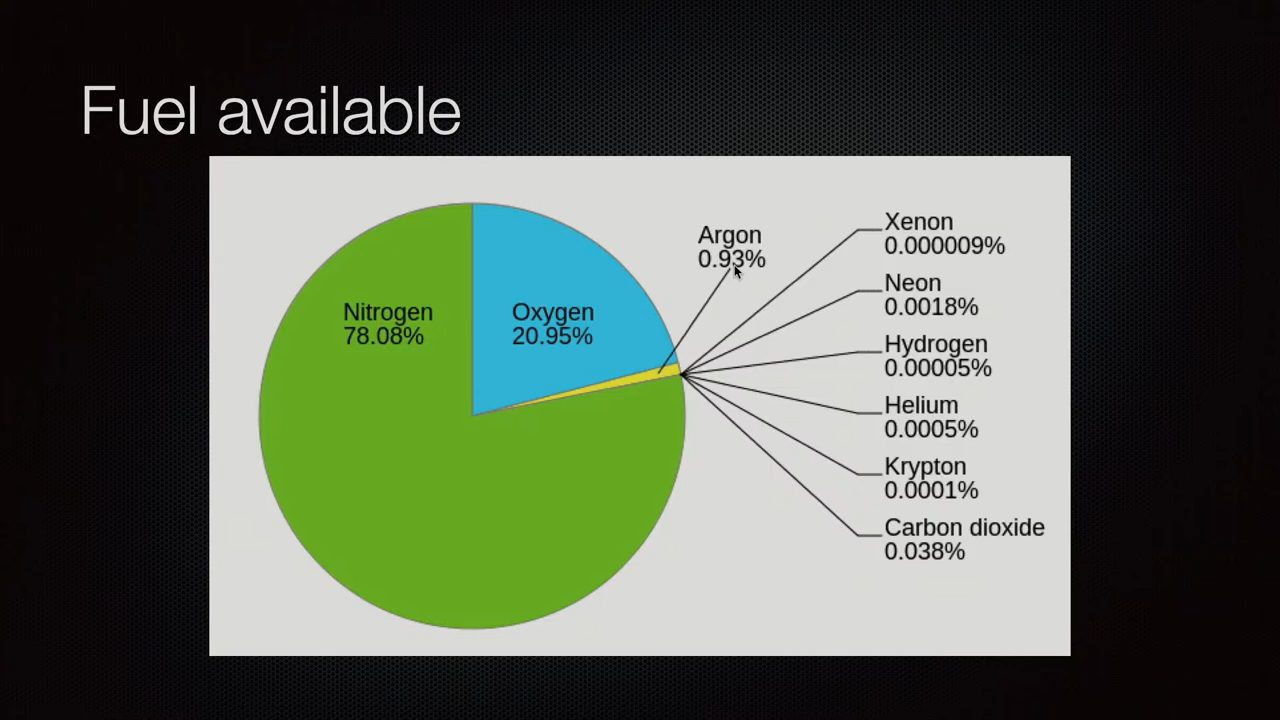 Fuel available
Nitrogen
78.08%
Oxygen
20.95%
Argon
0.93%
Xenon
0.000009%
Neon
0.0018%
Hydrogen
0.00005%
Helium
0.0005%
Krypton
0.0001%
Carbon dioxide
0.038%